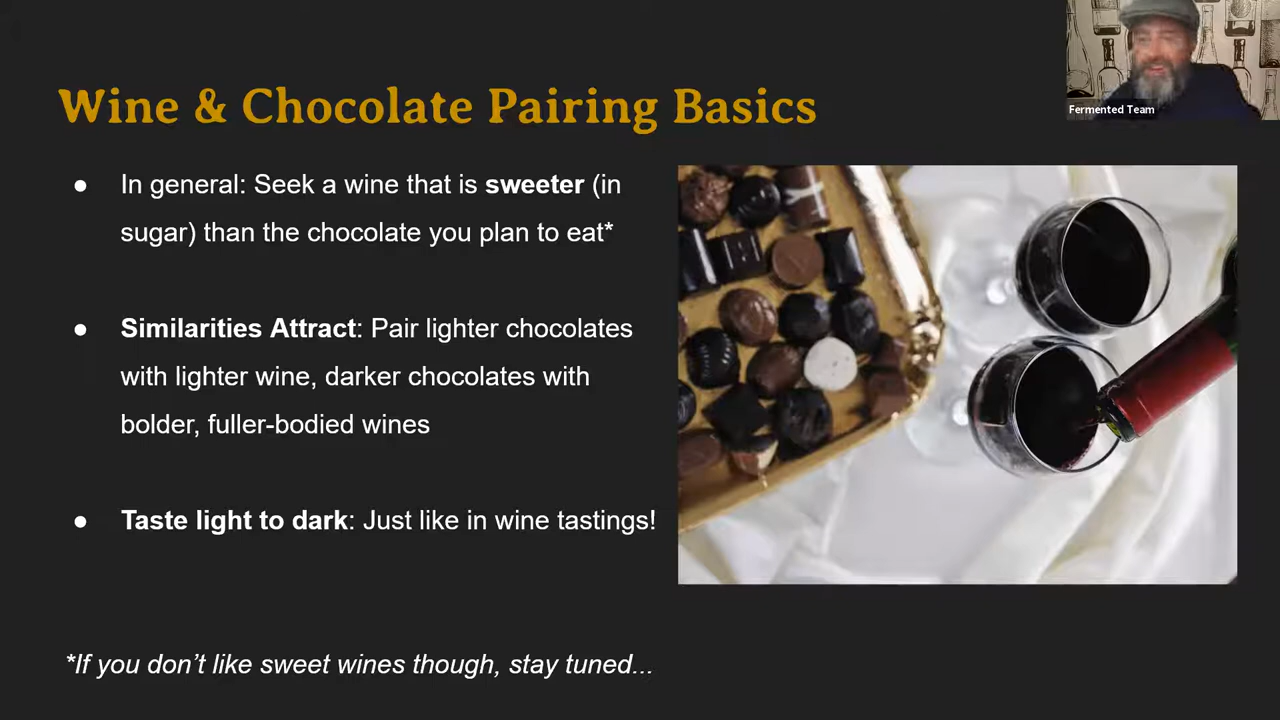 Wine & Chocolate Pairing Basics
Fermented Team
● In general: Seek a wine that is sweeter (in
sugar) than the chocolate you plan to eat*
● Similarities Attract: Pair lighter chocolates
with lighter wine, darker chocolates with
bolder, fuller-bodied wines
● Taste light to dark: Just like in wine tastings!
*If you don’t like sweet wines though, stay tuned...